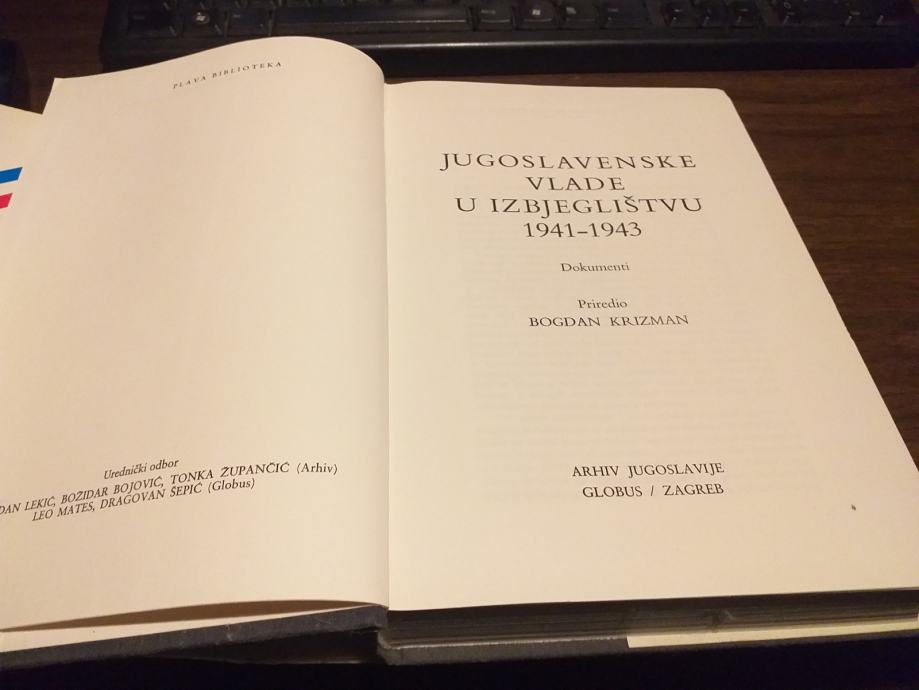 PLAVA BIBLIOTEKA
Urednički odbor
LEKIĆ, BOŽIDAR BOJOVIĆ, TONKA ŽUPANČIĆ (Arhiv)
LEO MATES, DRAGOVAN ŠEPIĆ (Globus)
JUGOSLAVENSKE
VLADE
U IZBJEGLIŠTVU
1941–1943
Dokumenti
Priredio
BOGDAN KRIZMAN
ARHIV JUGOSLAVIJE
GLOBUS / ZAGREB